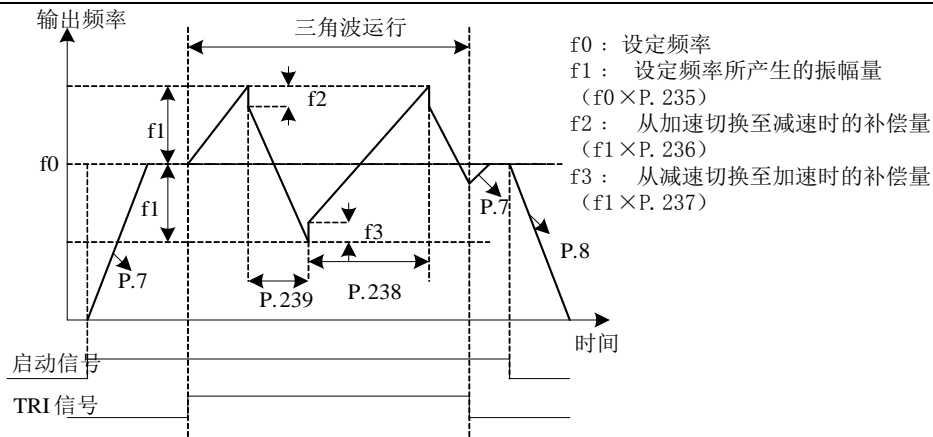 输出频率
三角波运行
f0：设定频率
f1： 设定频率所产生的振幅量
（f0×P.235）
f2： 从加速切换至减速时的补偿量
（f1×P.236）
f3： 从减速切换至加速时的补偿量
（f1×P.237）
f2
f1
f0
f1
f3
P.7
P.7
P.8
P.239
P.238
时间
启动信号
TRI 信号